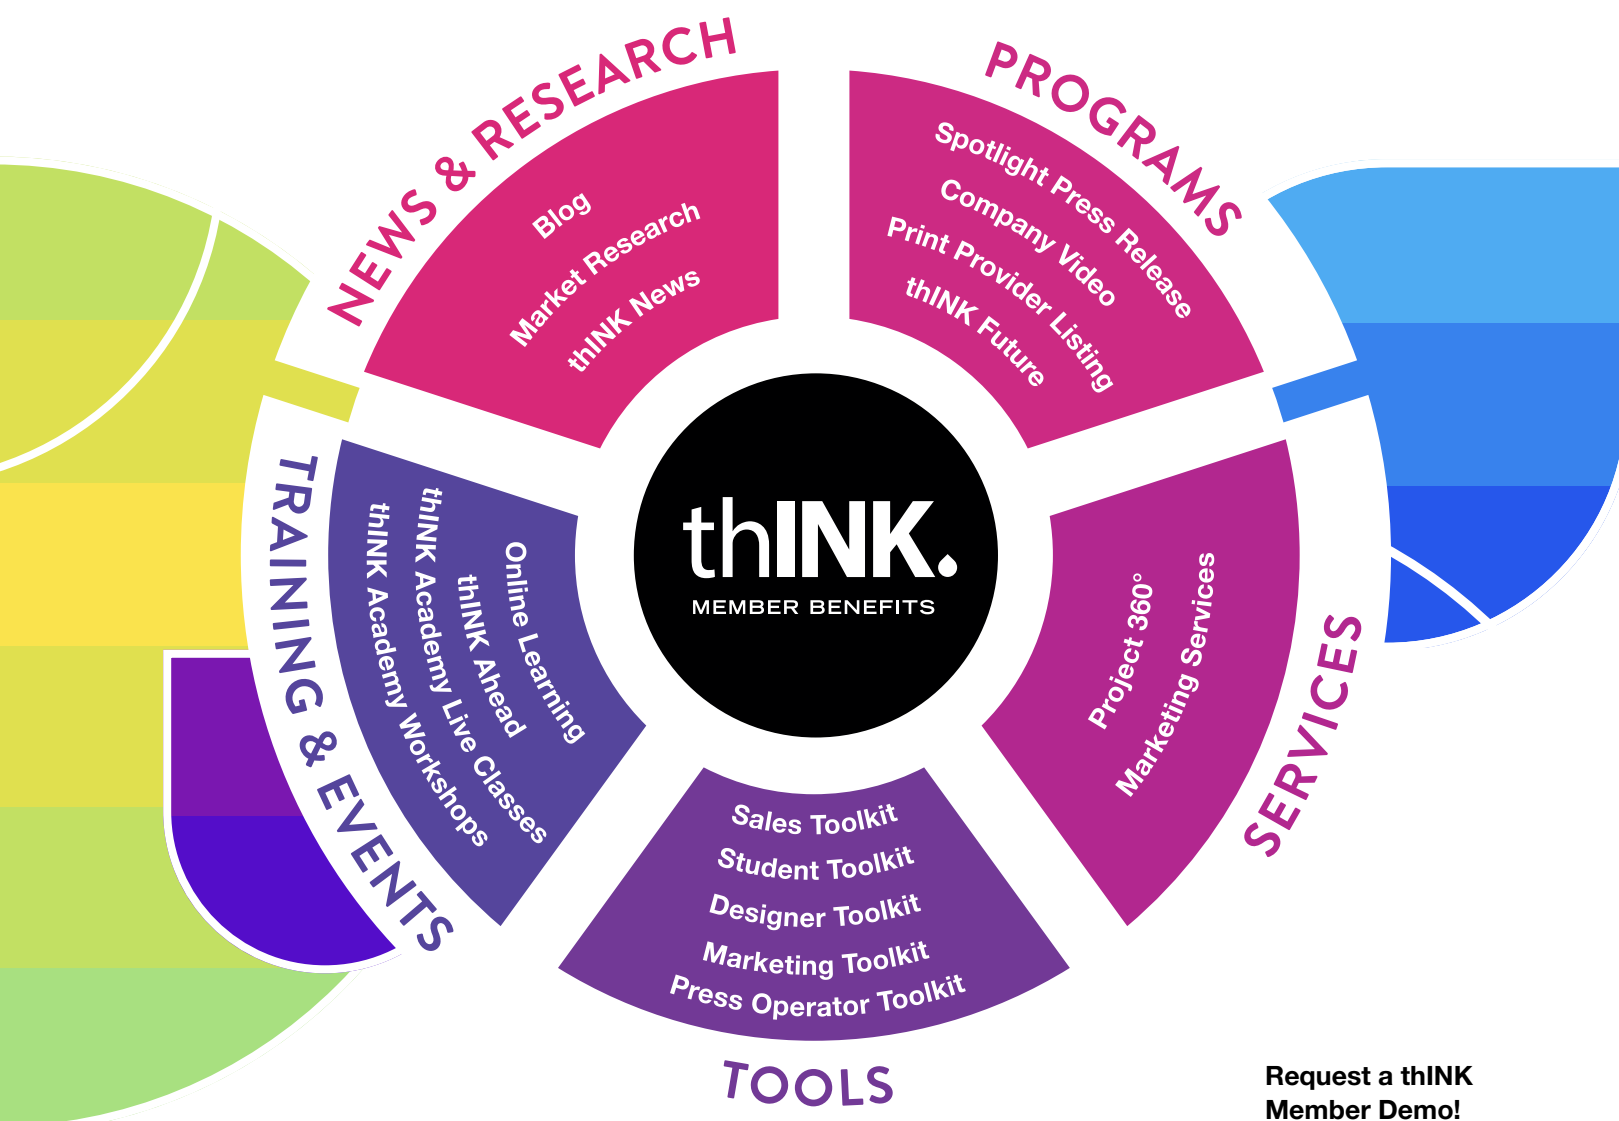 NEWS & RESEARCH
Blog
Market Research
thINK News
PROGRAMS
Spotlight Press Release
Company Video
Print Provider Listing
thINK Future
TRAINING & EVENTS
Online Learning
thINK Ahead
thINK Academy Live Classes
thINK Academy Workshops
thINK.
MEMBER BENEFITS
SERVICES
Project 360°
Marketing Services
Sales Toolkit
Student Toolkit
Designer Toolkit
Marketing Toolkit
Press Operator Toolkit
TOOLS
Request a thINK
Member Demo!